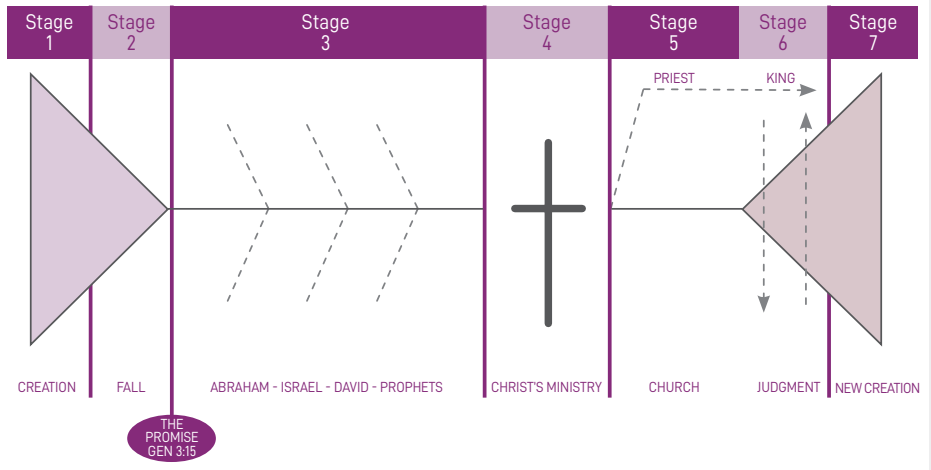 Stage
1
Stage
2
Stage
3
Stage
4
Stage
5
Stage
6
Stage
7
PRIEST
KING
CREATION
FALL
ABRAHAM - ISRAEL - DAVID - PROPHETS
CHRIST'S MINISTRY
CHURCH
JUDGMENT
NEW CREATION
THE
PROMISE
GEN 3:15